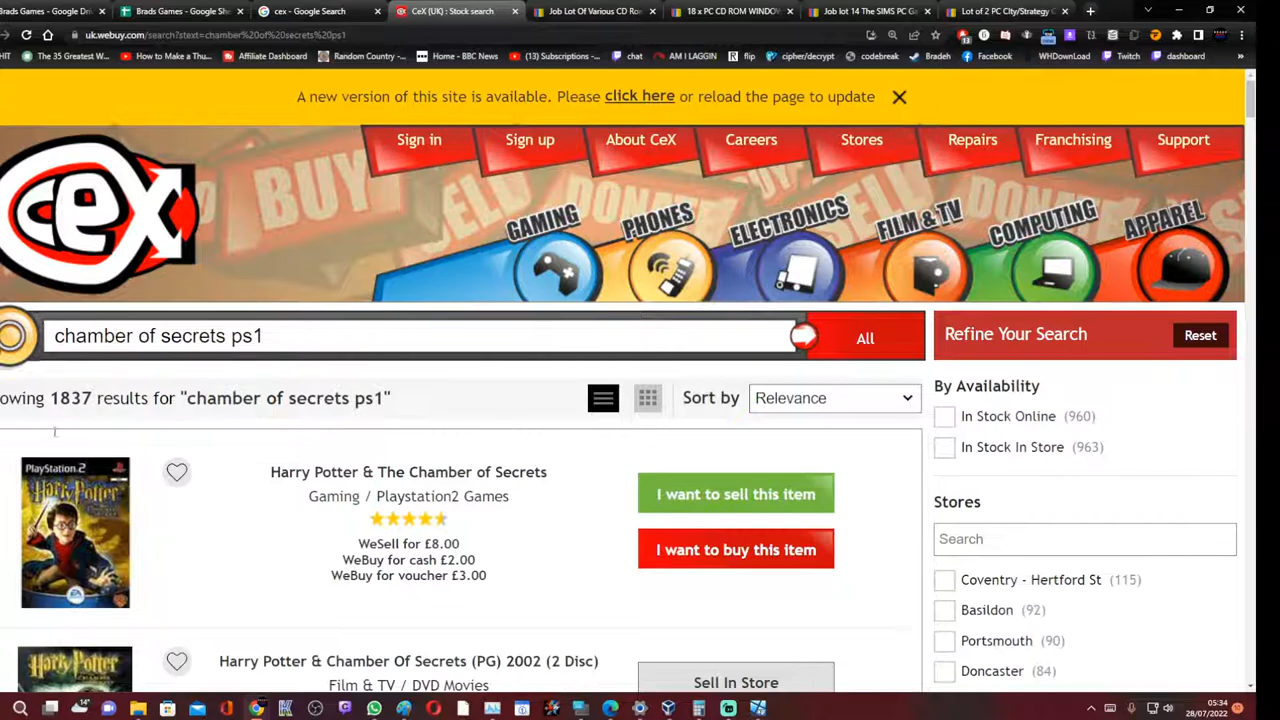 Brads Games - Google Dri
Brads Games - Google She
cex - Google Search
CeX (UK) : Stock search
Job Lot Of Various CD Ro
18 x PC CD ROM WINDOW
Job lot 14 The SIMS PC G
Lot of 2 PC CIty/Strategy G
uk.webuy.com/search?stext=chamber%20of%20secrets%20ps1
HIT
The 35 Greatest W...
How to Make a Thu...
Affiliate Dashboard
Random Country -...
Home - BBC News
(13) Subscriptions -...
chat
AM I LAGGIN
flip
cipher/decrypt
codebreak
Bradeh
Facebook
WHDownLoad
Twitch
dashboard
A new version of this site is available. Please click here or reload the page to update
Sign in
Sign up
About CeX
Careers
Stores
Repairs
Franchising
Support
cex
BUY
SELL
DONATE
GAMING
PHONES
ELECTRONICS
FILM & TV
COMPUTING
APPAREL
chamber of secrets ps1
All
Refine Your Search
Reset
owing 1837 results for "chamber of secrets ps1"
Sort by
Relevance
By Availability
In Stock Online (960)
In Stock In Store (963)
PlayStation 2
Harry Potter
Harry Potter & The Chamber of Secrets
Gaming / Playstation2 Games
WeSell for £8.00
WeBuy for cash £2.00
WeBuy for voucher £3.00
I want to sell this item
I want to buy this item
Stores
Search
Coventry - Hertford St (115)
Basildon (92)
Portsmouth (90)
Doncaster (84)
Harry Potter
Harry Potter & Chamber Of Secrets (PG) 2002 (2 Disc)
Film & TV / DVD Movies
Sell In Store
14°
05:34
28/07/2022